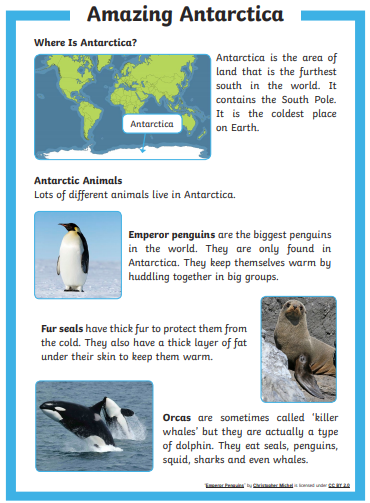 Amazing Antarctica
Where Is Antarctica?
Antarctica is the area of
land that is the furthest
south in the world. It
contains the South Pole.
It is the coldest place
on Earth.
Antarctica
Antarctic Animals
Lots of different animals live in Antarctica.
Emperor penguins are the biggest penguins
in the world. They are only found in
Antarctica. They keep themselves warm by
huddling together in big groups.
Fur seals have thick fur to protect them from
the cold. They also have a thick layer of fat
under their skin to keep them warm.
Orcas are sometimes called 'killer
whales' but they are actually a type
of dolphin. They eat seals, penguins,
squid, sharks and even whales.
"Emperor Penguins" by Christopher Michel is licensed under CC BY 2.0